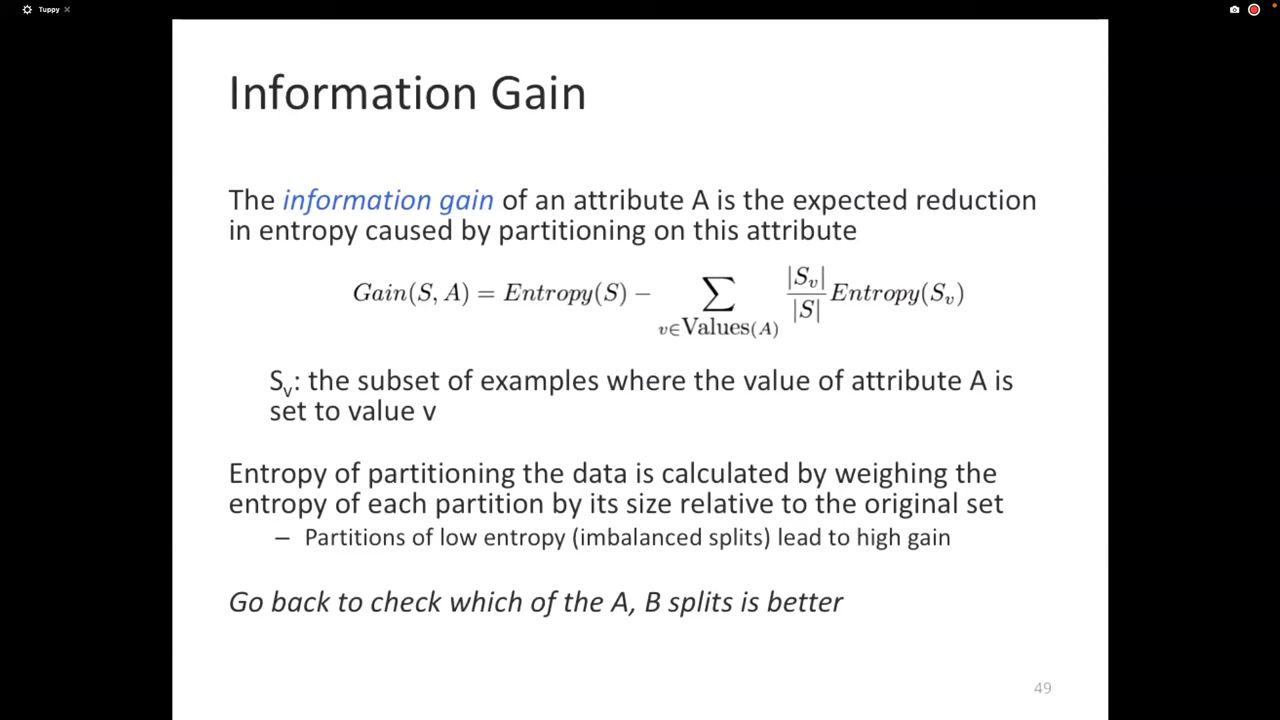 Tuppy ×
Information Gain
The information gain of an attribute A is the expected reduction
in entropy caused by partitioning on this attribute
Gain(S, A) = Entropy(S) − ∑ v∈Values(A) |Sv| / |S| Entropy(Sv)
Sv: the subset of examples where the value of attribute A is
set to value v
Entropy of partitioning the data is calculated by weighing the
entropy of each partition by its size relative to the original set
– Partitions of low entropy (imbalanced splits) lead to high gain
Go back to check which of the A, B splits is better
49